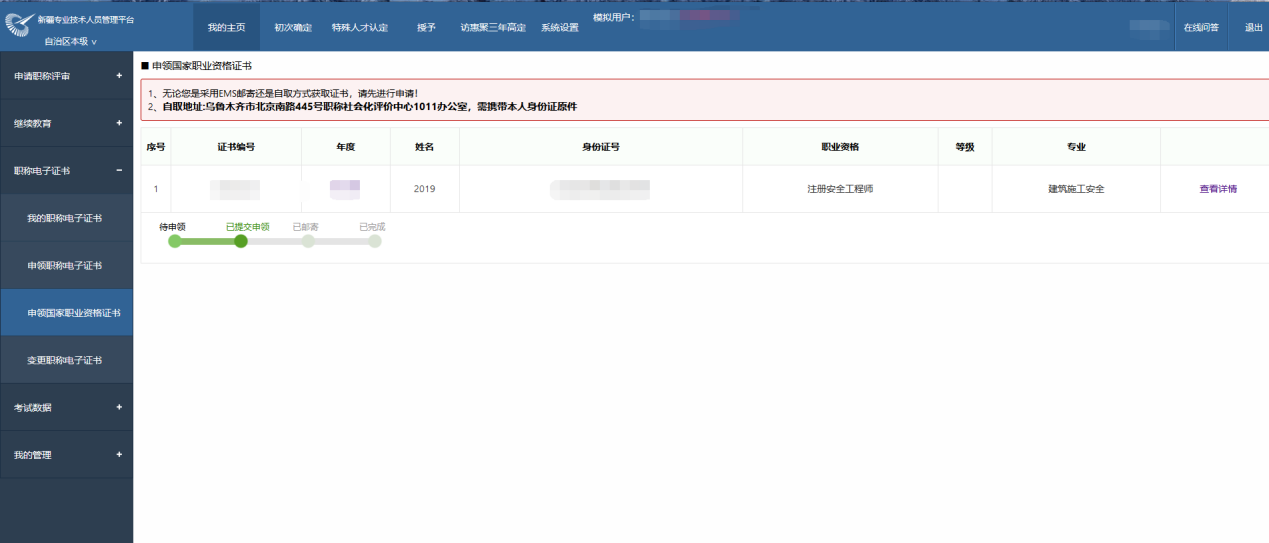 新疆专业技术人员管理平台
自治区本级 ∨
我的主页
初次确定
特殊人才认定
授予
访惠聚三年高定
系统设置
模拟用户：
在线问答
退出
申请职称评审 +
继续教育 +
职称电子证书 −
我的职称电子证书
申领职称电子证书
申领国家职业资格证书
变更职称电子证书
考试数据 +
我的管理 +
■ 申领国家职业资格证书
1、无论您是采用EMS邮寄还是自取方式获取证书，请先进行申请！
2、自取地址:乌鲁木齐市北京南路445号职称社会化评价中心1011办公室，需携带本人身份证原件
序号 证书编号 年度 姓名 身份证号 职业资格 等级 专业
1 2019 注册安全工程师 建筑施工安全 查看详情
待申领 已提交申领 已邮寄 已完成